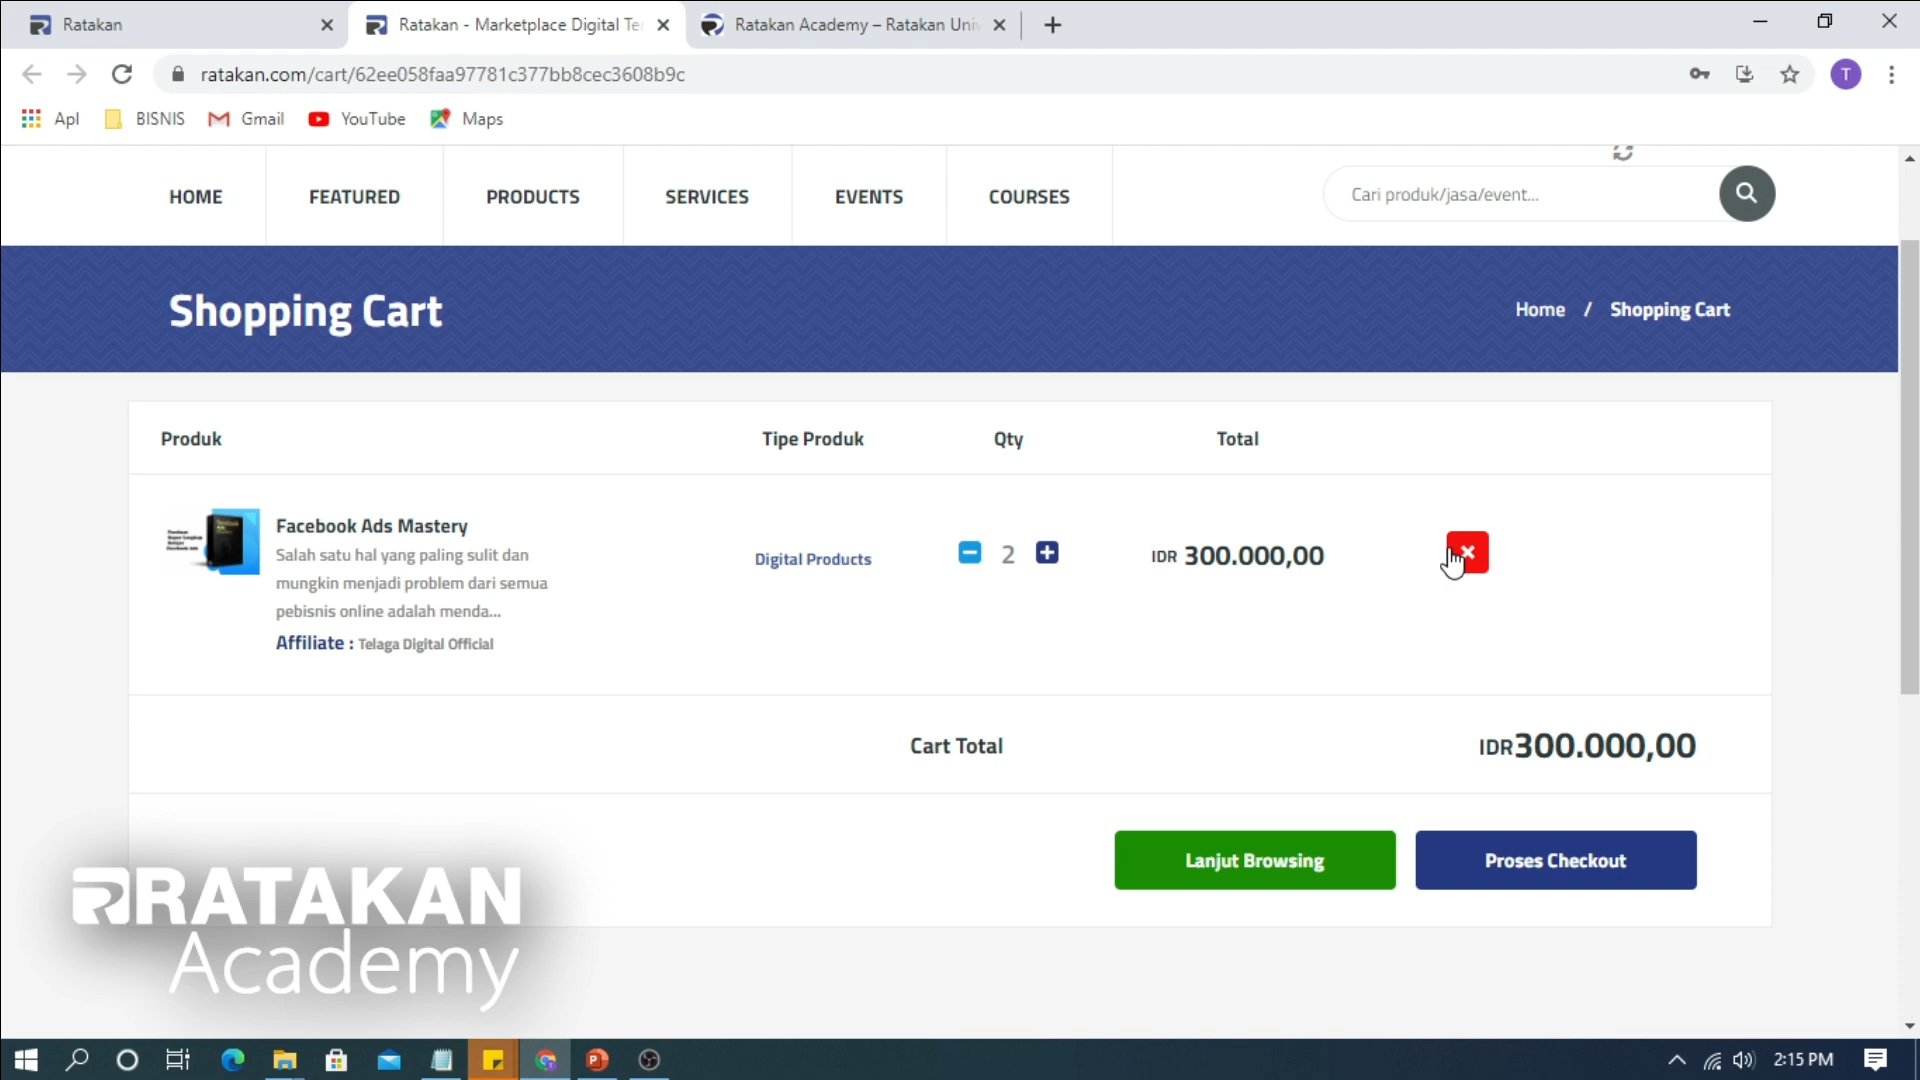 Ratakan
Ratakan - Marketplace Digital Te
Ratakan Academy – Ratakan Uni
ratakan.com/cart/62ee058faa97781c377bb8cec3608b9c
T
Apl
BISNIS
Gmail
YouTube
Maps
HOME
FEATURED
PRODUCTS
SERVICES
EVENTS
COURSES
Cari produk/jasa/event...
Shopping Cart
Home / Shopping Cart
Produk
Tipe Produk
Qty
Total
Facebook Ads Mastery
Salah satu hal yang paling sulit dan
mungkin menjadi problem dari semua
pebisnis online adalah menda...
Affiliate : Telaga Digital Official
Digital Products
2
IDR 300.000,00
Cart Total
IDR300.000,00
Lanjut Browsing
Proses Checkout
RATAKAN
Academy
2:15 PM